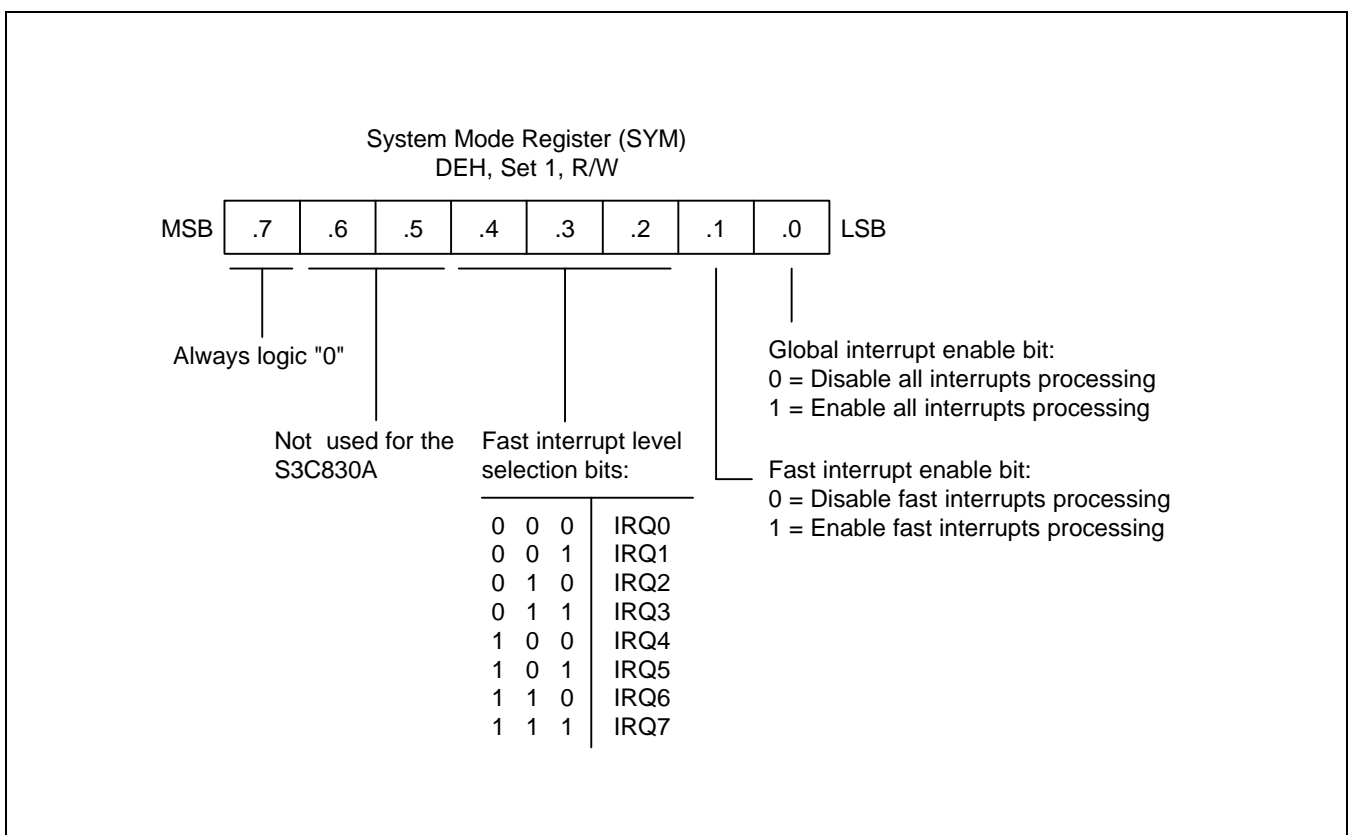 System Mode Register (SYM)
DEH, Set 1, R/W
MSB .7 .6 .5 .4 .3 .2 .1 .0 LSB
Always logic "0"
Not used for the
S3C830A
Fast interrupt level
selection bits:
0 0 0 IRQ0
0 0 1 IRQ1
0 1 0 IRQ2
0 1 1 IRQ3
1 0 0 IRQ4
1 0 1 IRQ5
1 1 0 IRQ6
1 1 1 IRQ7
Global interrupt enable bit:
0 = Disable all interrupts processing
1 = Enable all interrupts processing
Fast interrupt enable bit:
0 = Disable fast interrupts processing
1 = Enable fast interrupts processing